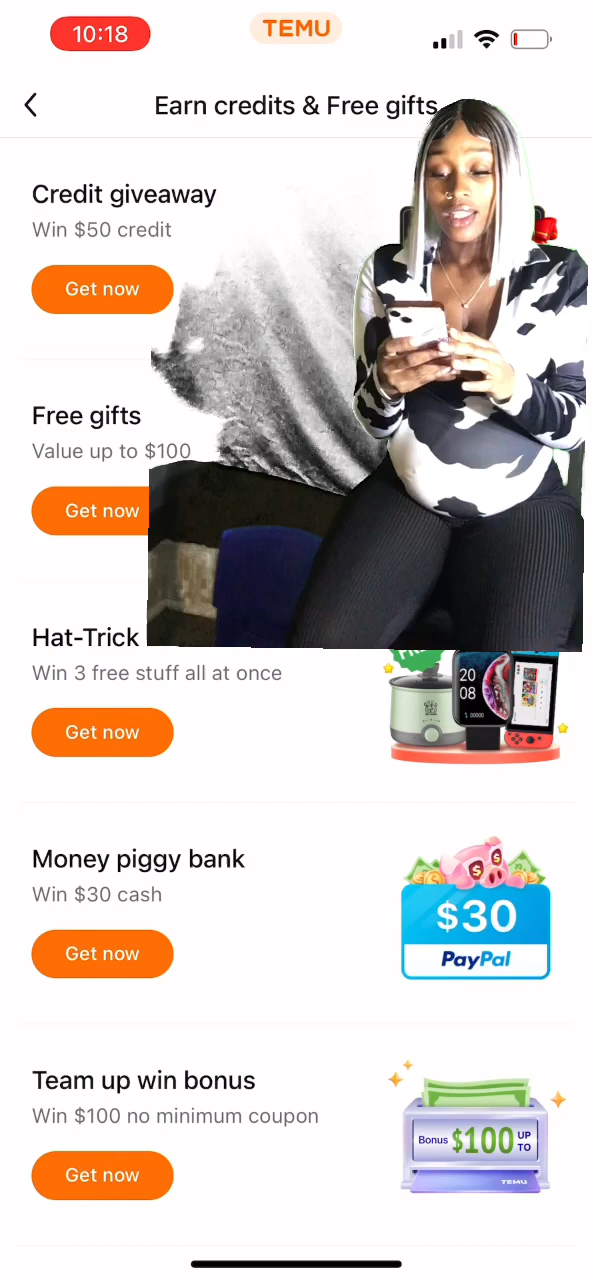 10:18
TEMU
Earn credits & Free gifts
Credit giveaway
Win $50 credit
Get now
Free gifts
Value up to $100
Get now
Hat-Trick
Win 3 free stuff all at once
Get now
20
08
Money piggy bank
Win $30 cash
Get now
$30
PayPal
Team up win bonus
Win $100 no minimum coupon
Get now
Bonus $100 UP TO
TEMU